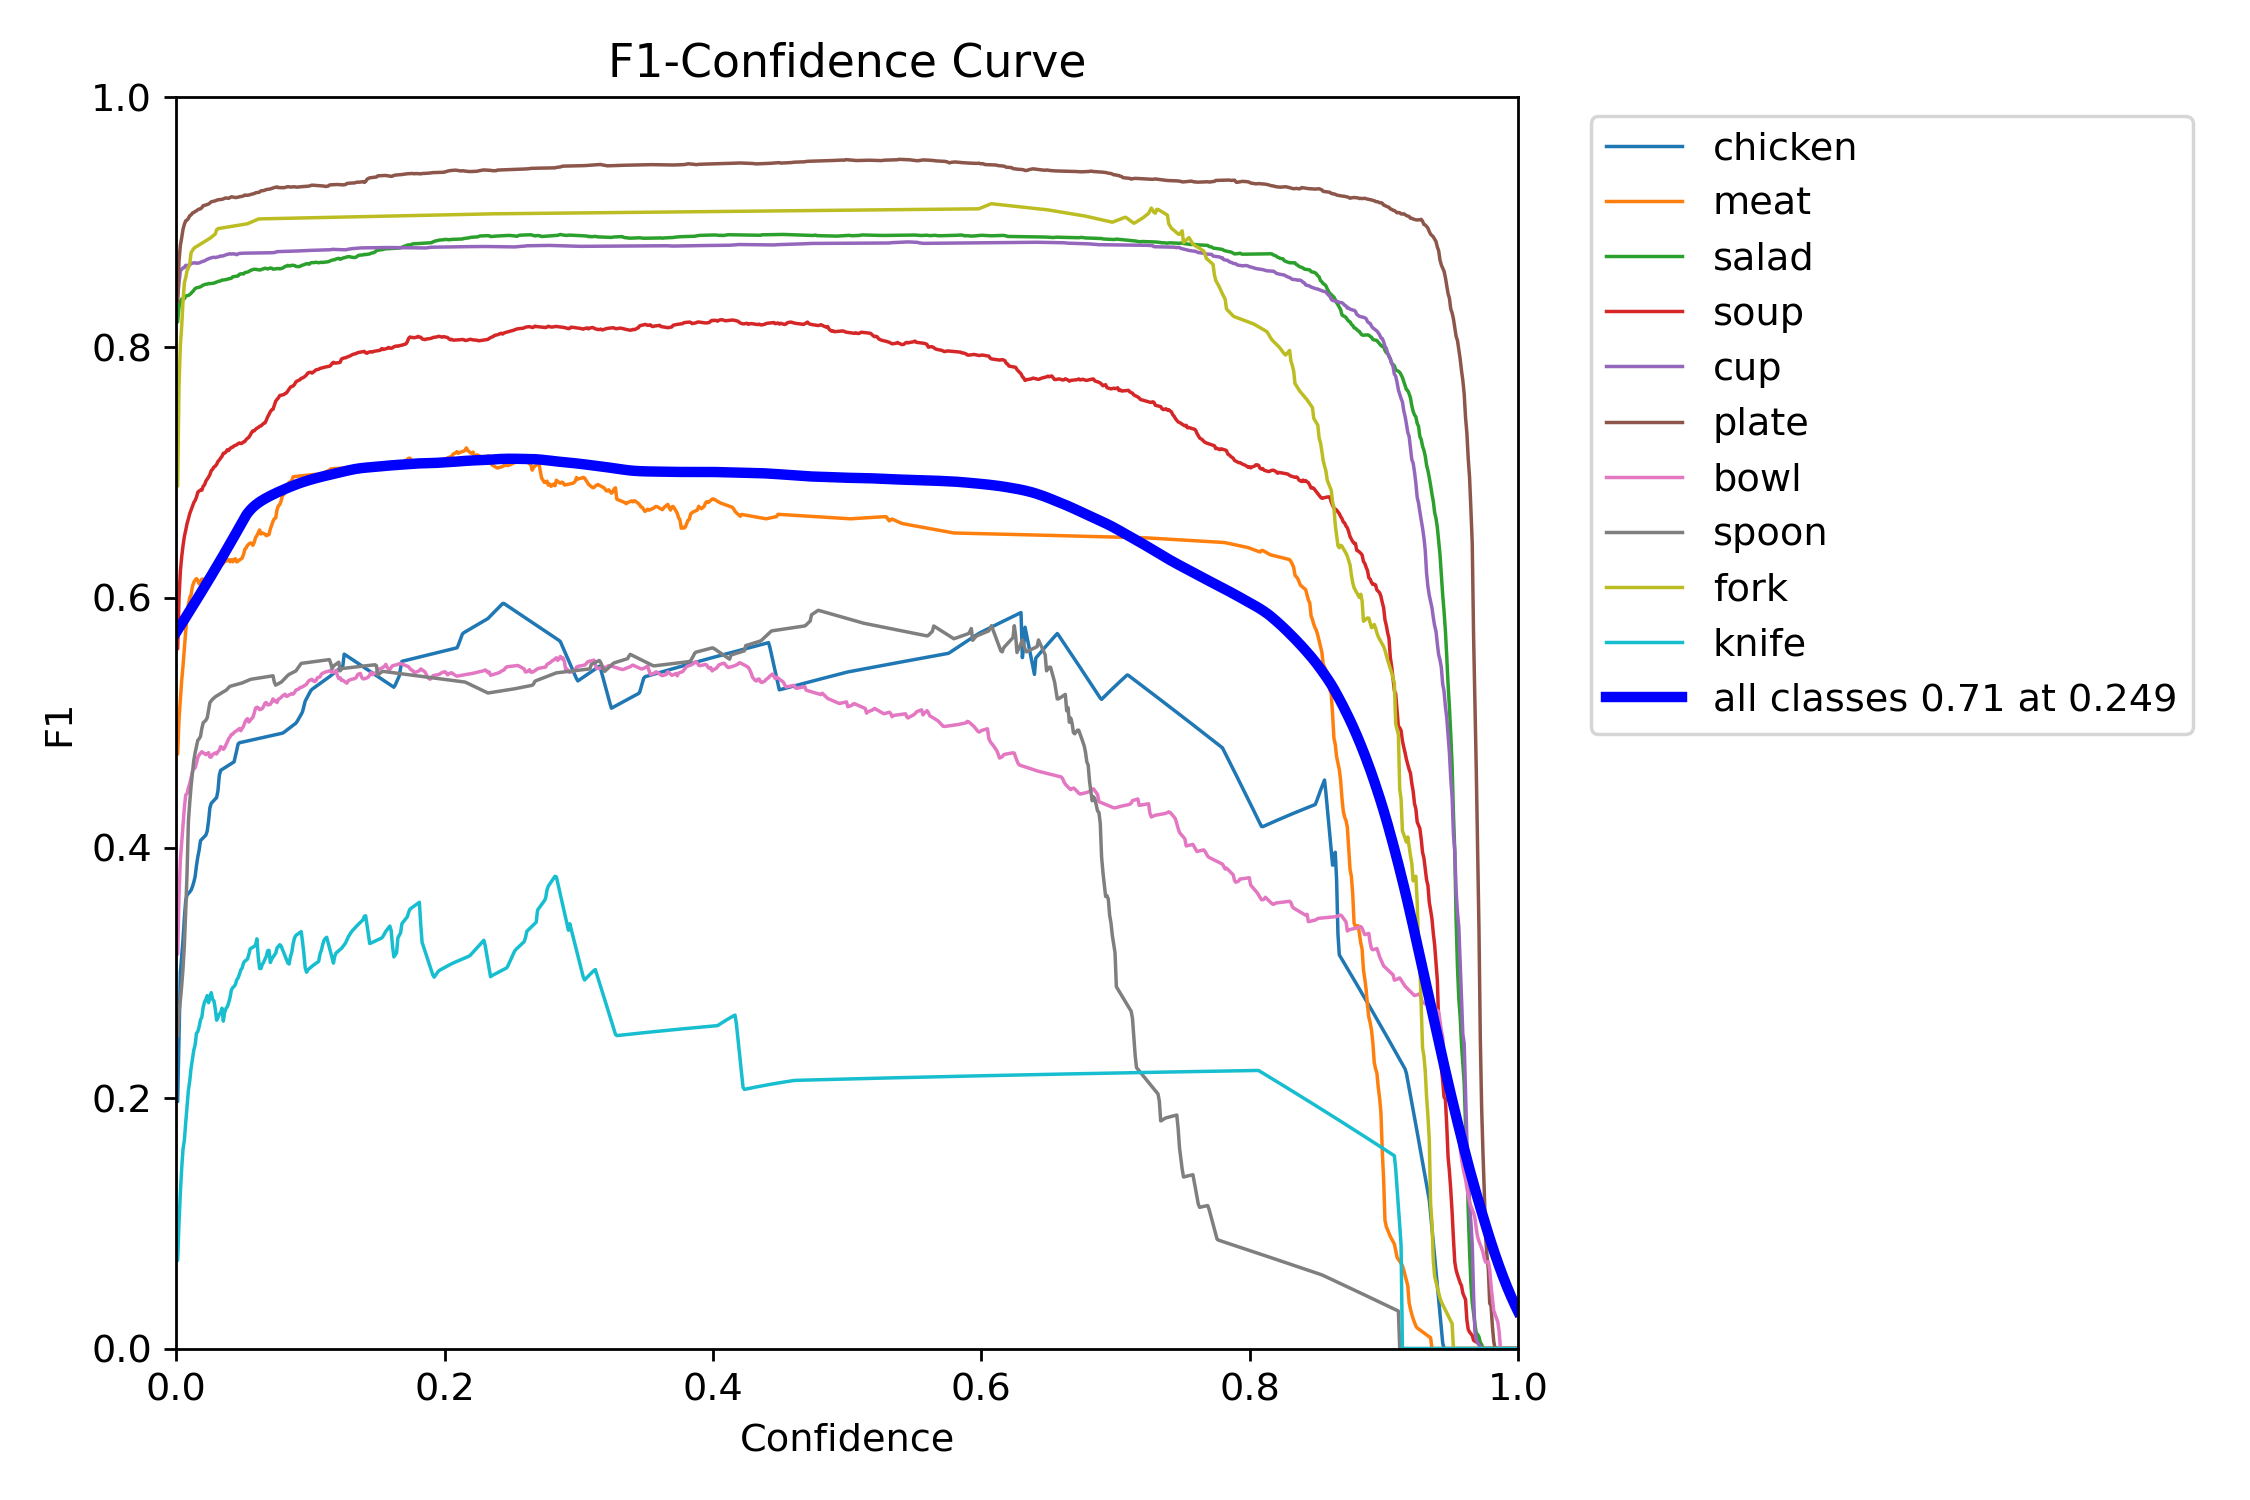 F1-Confidence Curve
1.0
0.8
0.6
0.4
0.2
0.0
F1
0.0 0.2 0.4 0.6 0.8 1.0
Confidence
chicken
meat
salad
soup
cup
plate
bowl
spoon
fork
knife
all classes 0.71 at 0.249